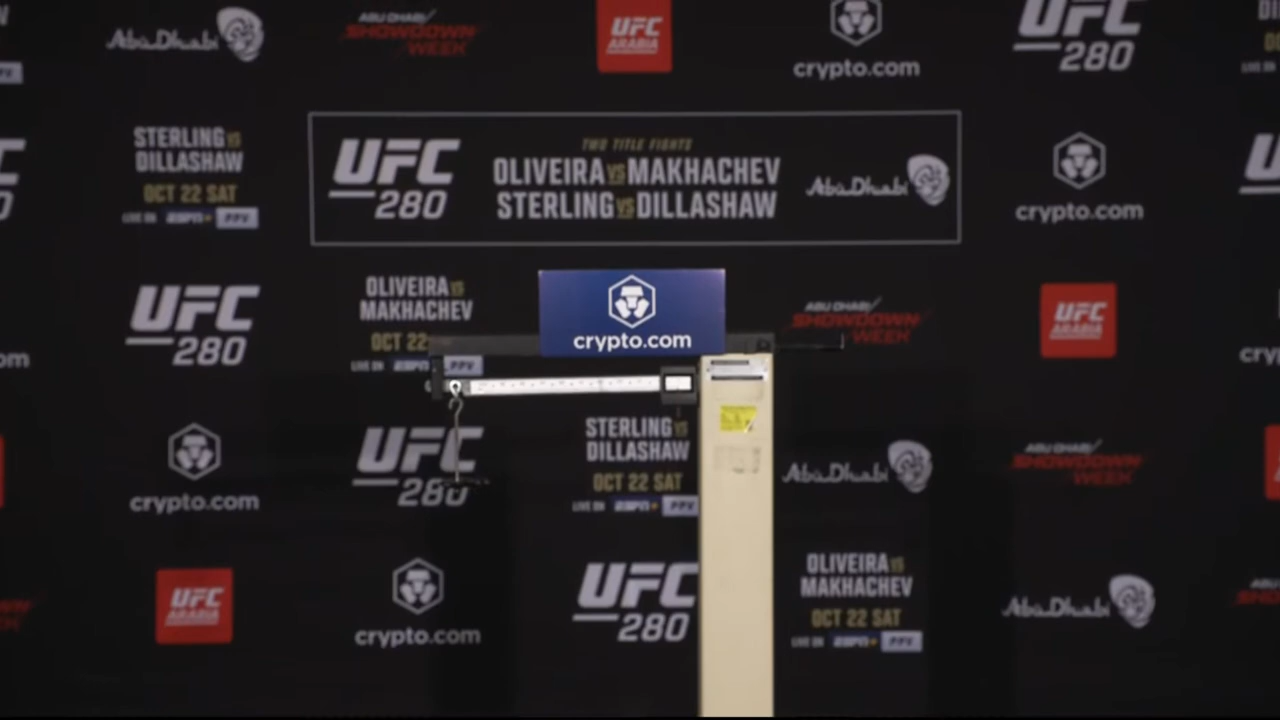 AbuDhabi
ABU DHABI
SHOWDOWN
WEEK
UFC
ARABIA
crypto.com
UFC
280
STERLING VS
DILLASHAW
OCT 22 SAT
LIVE ON ESPN+ PPV
UFC
280
TWO TITLE FIGHTS
OLIVEIRA VS MAKHACHEV
STERLING VS DILLASHAW
AbuDhabi
crypto.com
UFC
280
OLIVEIRA VS
MAKHACHEV
OCT 22
LIVE ON ESPN+ PPV
crypto.com
ABU DHABI
SHOWDOWN
WEEK
UFC
ARABIA
crypto.com
UFC
280
STERLING VS
DILLASHAW
OCT 22 SAT
LIVE ON ESPN+ PPV
AbuDhabi
ABU DHABI
SHOWDOWN
WEEK
UFC
ARABIA
crypto.com
UFC
280
OLIVEIRA VS
MAKHACHEV
OCT 22 SAT
LIVE ON ESPN+ PPV
AbuDhabi